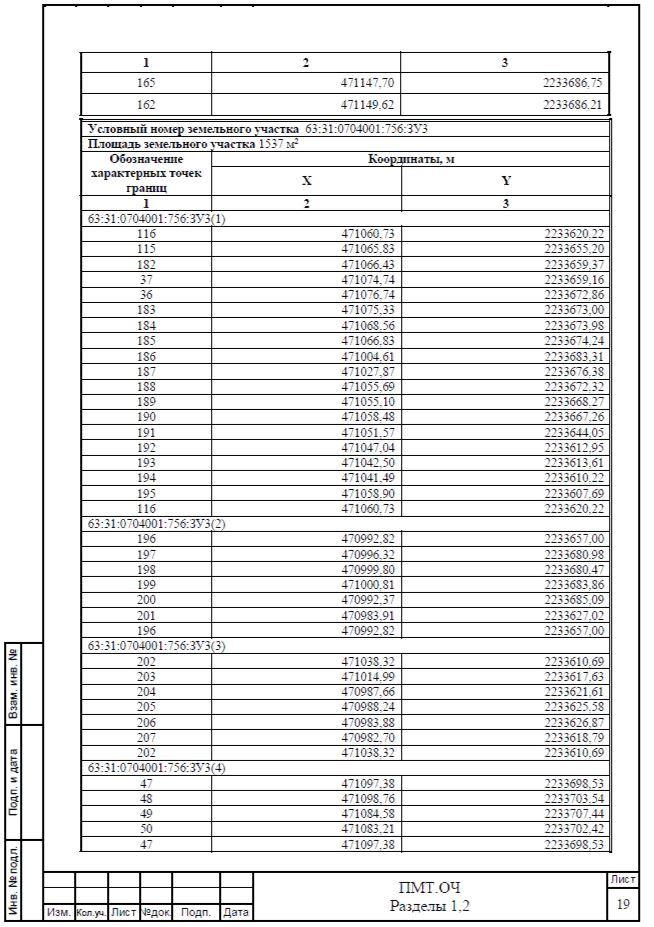 1 2 3
165 471147,70 2233686,75
162 471149,62 2233686,21
Условный номер земельного участка 63:31:0704001:756:ЗУ3
Площадь земельного участка 1537 м²
Обозначение характерных точек границ Координаты, м
X Y
1 2 3
63:31:0704001:756:ЗУ3(1)
116 471060,73 2233620,22
115 471065,83 2233655,20
182 471066,43 2233659,37
37 471074,74 2233659,16
36 471076,74 2233672,86
183 471075,33 2233673,00
184 471068,56 2233673,98
185 471066,83 2233674,24
186 471004,61 2233683,31
187 471027,87 2233676,38
188 471055,69 2233672,32
189 471055,10 2233668,27
190 471058,48 2233667,26
191 471051,57 2233644,05
192 471047,04 2233612,95
193 471042,50 2233613,61
194 471041,49 2233610,22
195 471058,90 2233607,69
116 471060,73 2233620,22
63:31:0704001:756:ЗУ3(2)
196 470992,82 2233657,00
197 470996,32 2233680,98
198 470999,80 2233680,47
199 471000,81 2233683,86
200 470992,37 2233685,09
201 470983,91 2233627,02
196 470992,82 2233657,00
63:31:0704001:756:ЗУ3(3)
202 471038,32 2233610,69
203 471014,99 2233617,63
204 470987,66 2233621,61
205 470988,24 2233625,58
206 470983,88 2233626,87
207 470982,70 2233618,79
202 471038,32 2233610,69
63:31:0704001:756:ЗУ3(4)
47 471097,38 2233698,53
48 471098,76 2233703,54
49 471084,58 2233707,44
50 471083,21 2233702,42
47 471097,38 2233698,53
Взам. инв. №
Подп. и дата
Инв. № подл.
Изм. Кол.уч. Лист №док. Подп. Дата
ПМТ.ОЧ
Разделы 1,2
Лист
19